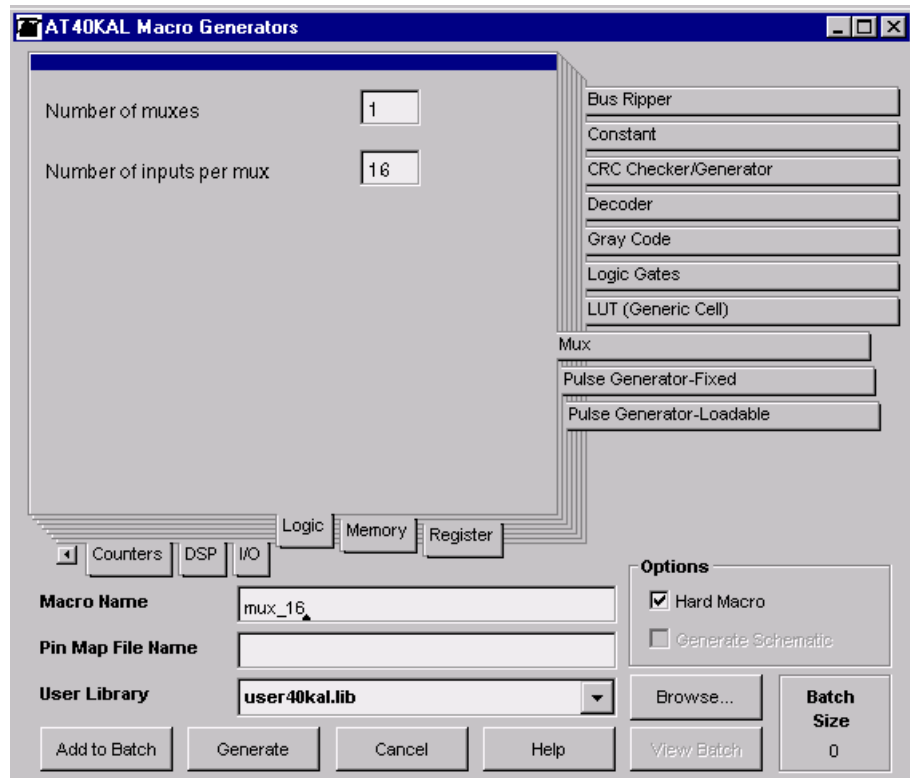 AT40KAL Macro Generators
Number of muxes 1
Number of inputs per mux 16
Bus Ripper
Constant
CRC Checker/Generator
Decoder
Gray Code
Logic Gates
LUT (Generic Cell)
Mux
Pulse Generator-Fixed
Pulse Generator-Loadable
Counters DSP I/O Logic Memory Register
Macro Name mux_16
Pin Map File Name
User Library user40kal.lib
Options
Hard Macro
Generate Schematic
Browse...
View Batch
Batch
Size
0
Add to Batch Generate Cancel Help